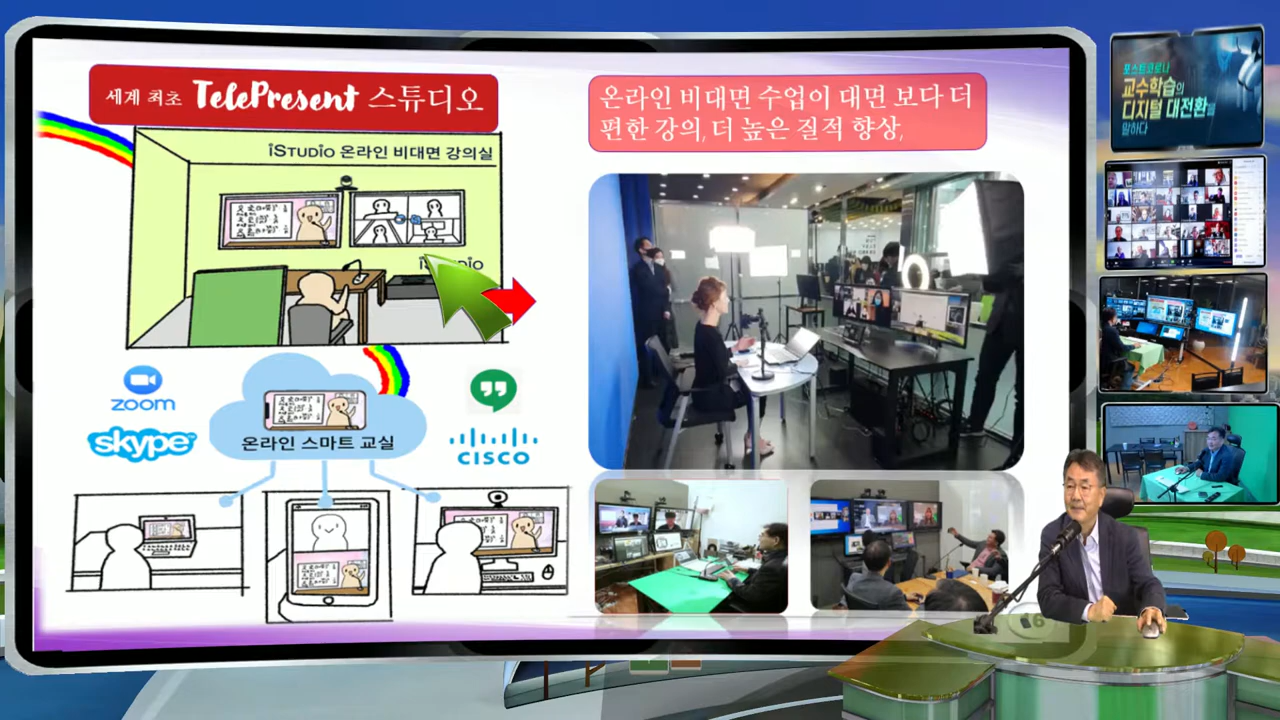 세계 최초 TelePresent 스튜디오
iSTUDIO 온라인 비대면 강의실
zoom
skype
온라인 스마트 교실
CISCO
온라인 비대면 수업이 대면 보다 더
편한 강의, 더 높은 질적 향상,
포스트코로나
교수학습의
디지털 대전환을
말하다